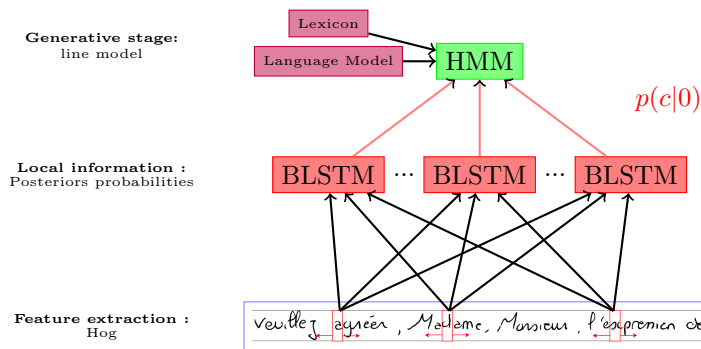 Generative stage:
line model
Lexicon
Language Model
HMM
p(c|0)
Local information :
Posteriors probabilities
BLSTM ... BLSTM ... BLSTM
Feature extraction :
Hog
Veuillez agréer, Madame, Monsieur, l'expression de